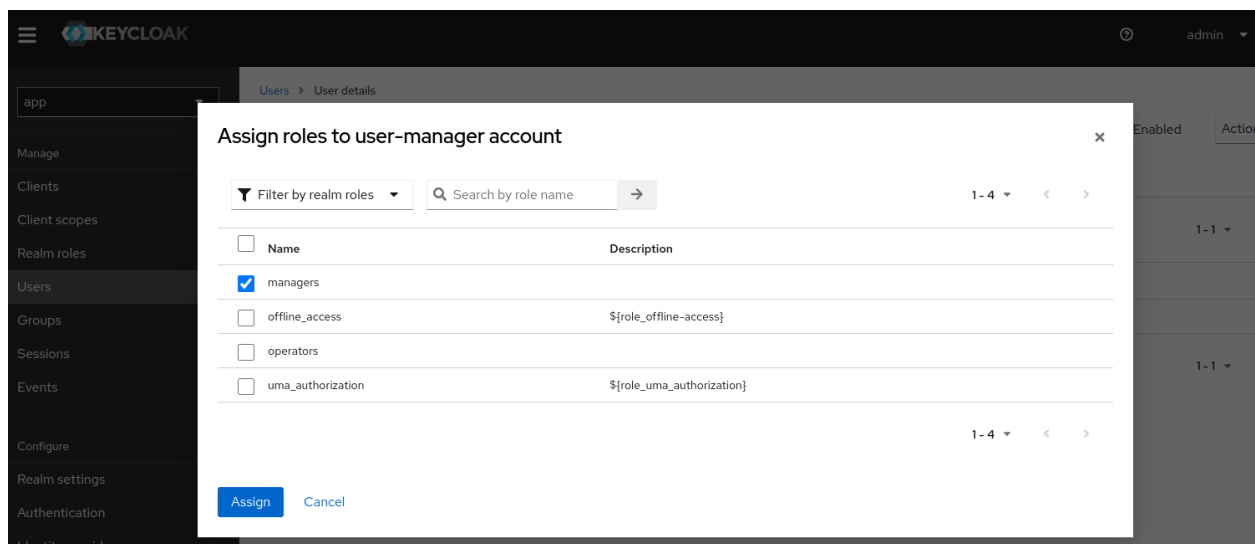 KEYCLOAK
admin
app
Users > User details
Enabled
Manage
Clients
Client scopes
Realm roles
Users
Groups
Sessions
Events
Configure
Realm settings
Authentication
Assign roles to user-manager account
Filter by realm roles
Search by role name
1 - 4
Name Description
managers
offline_access ${role_offline-access}
operators
uma_authorization ${role_uma_authorization}
1 - 4
Assign Cancel
1 - 1
1 - 1